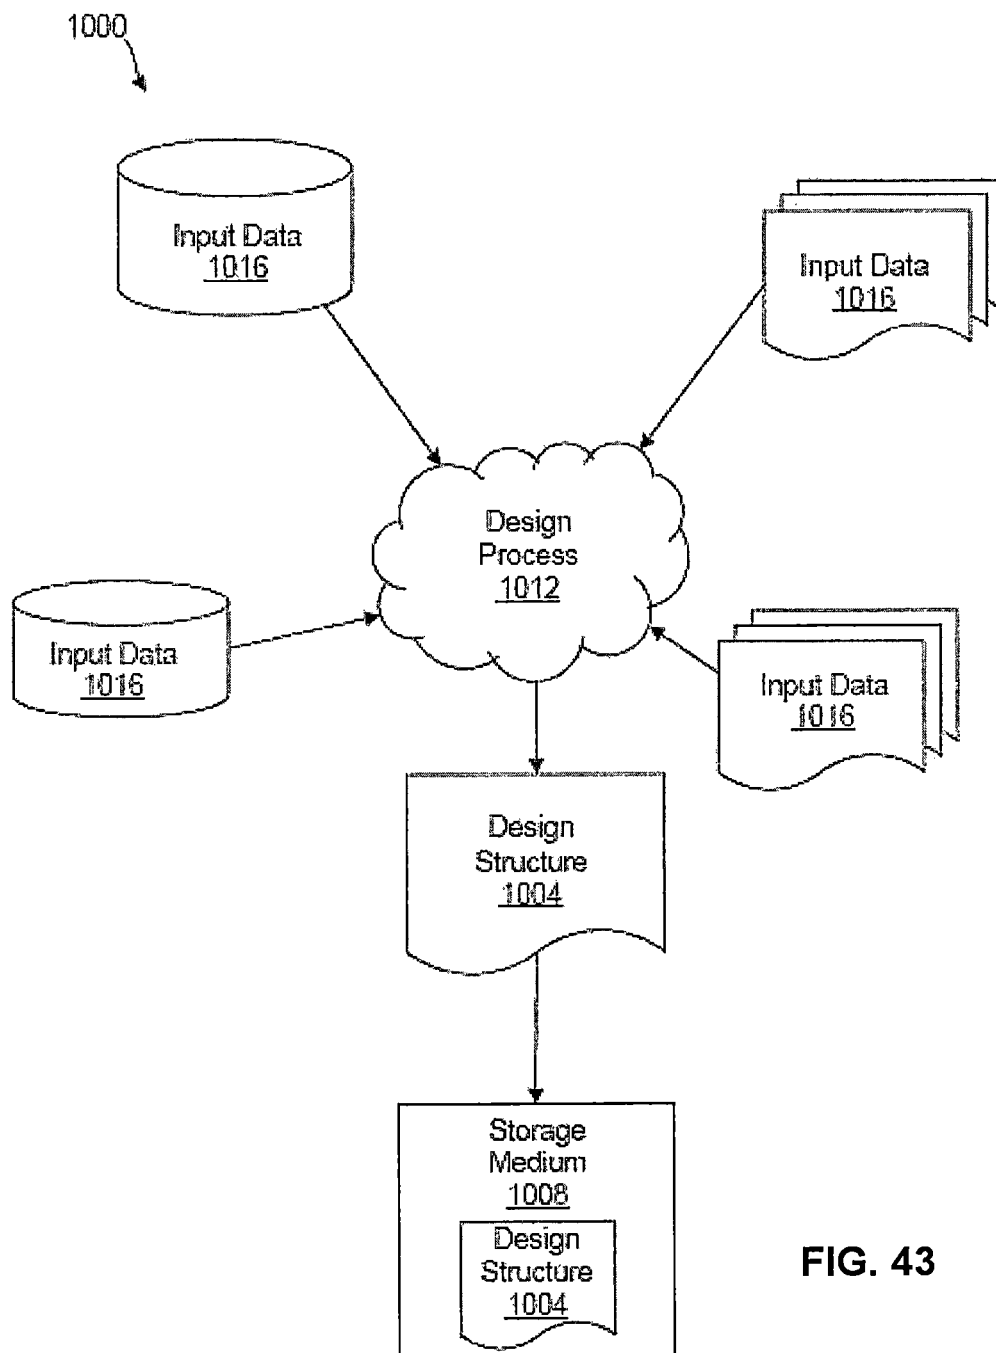 1000
Input Data
1016
Input Data
1016
Design
Process
1012
Input Data
1016
Input Data
1016
Design
Structure
1004
Storage
Medium
1008
Design
Structure
1004
FIG. 43